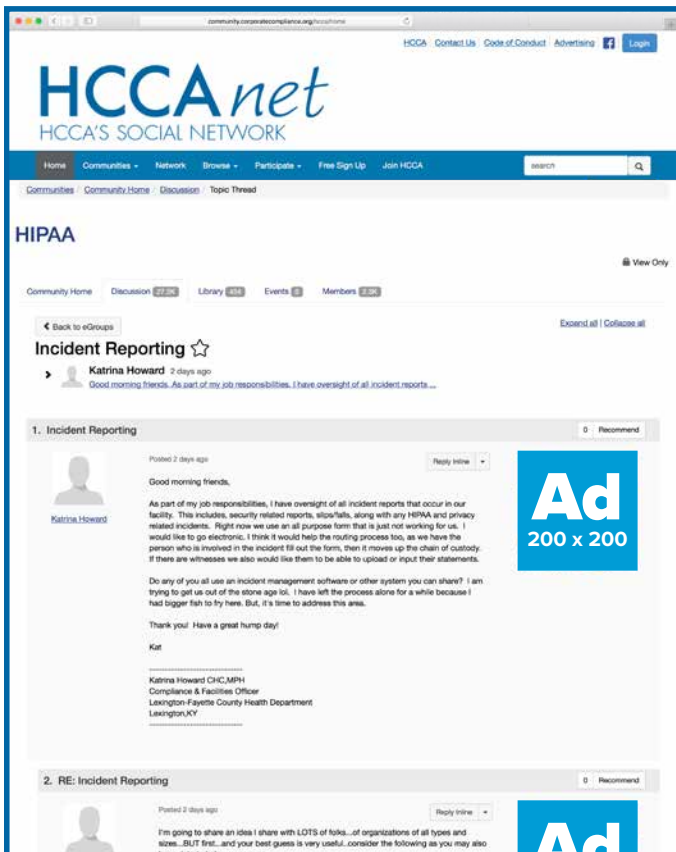 community.corporatecompliance.org/hcca/home
HCCA Contact Us Code of Conduct Advertising Login
HCCAnet
HCCA'S SOCIAL NETWORK
Home Communities Network Browse Participate Free Sign Up Join HCCA search
Communities / Community Home / Discussion / Topic Thread
HIPAA
View Only
Community Home Discussion 27.3K Library 404 Events 0 Members 2.3K
Back to eGroups Expand all | Collapse all
Incident Reporting
Katrina Howard 2 days ago
Good morning friends, As part of my job responsibilities, I have oversight of all incident reports ...
1. Incident Reporting 0 Recommend
Posted 2 days ago Reply Inline
Katrina Howard
Good morning friends,
As part of my job responsibilities, I have oversight of all incident reports that occur in our
facility. This includes, security related reports, slips/falls, along with any HIPAA and privacy
related incidents. Right now we use an all purpose form that is just not working for us. I
would like to go electronic. I think it would help the routing process too, as we have the
person who is involved in the incident fill out the form, then it moves up the chain of custody.
If there are witnesses we also would like them to be able to upload or input their statements.
Do any of you all use an incident management software or other system you can share? I am
trying to get us out of the stone age lol. I have left the process alone for a while because I
had bigger fish to fry here. But, it's time to address this area.
Thank you! Have a great hump day!
Kat
------------------------------
Katrina Howard CHC,MPH
Compliance & Facilities Officer
Lexington-Fayette County Health Department
Lexington,KY
------------------------------
Ad
200 x 200
2. RE: Incident Reporting 0 Recommend
Posted 2 days ago Reply Inline
I'm going to share an idea I share with LOTS of folks...of organizations of all types and
sizes...BUT first...and your best guess is very useful...consider the following as you may also
Ad